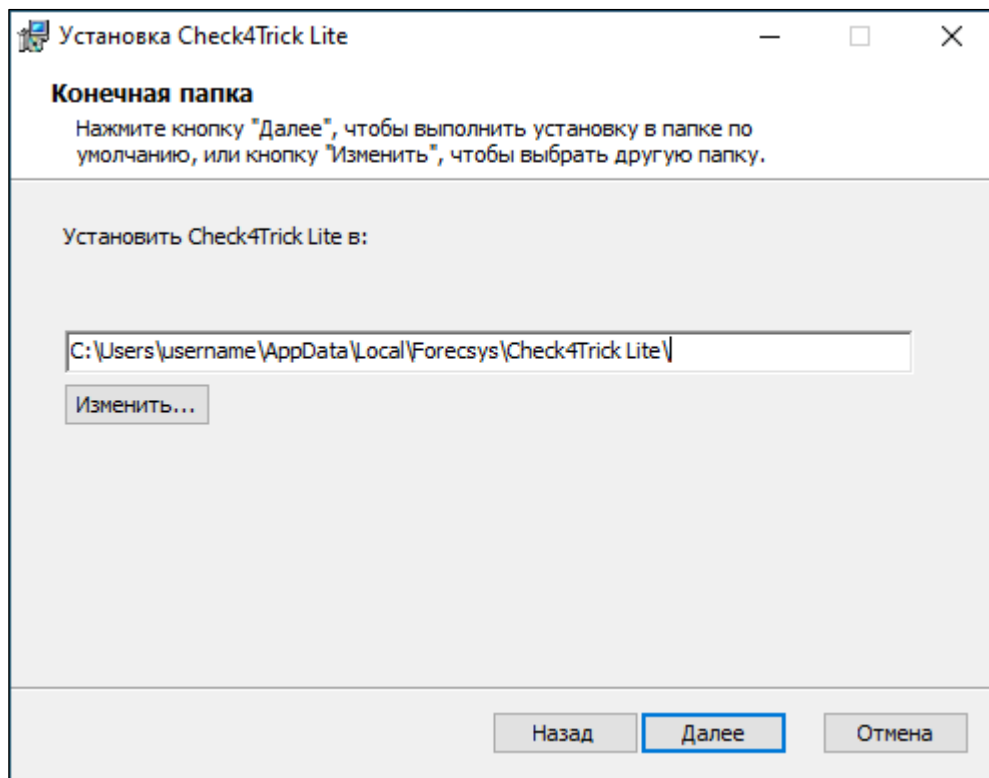 Установка Check4Trick Lite
Конечная папка
Нажмите кнопку "Далее", чтобы выполнить установку в папке по
умолчанию, или кнопку "Изменить", чтобы выбрать другую папку.
Установить Check4Trick Lite в:
C:\Users\username\AppData\Local\Forecsys\Check4Trick Lite\
Изменить...
Назад Далее Отмена